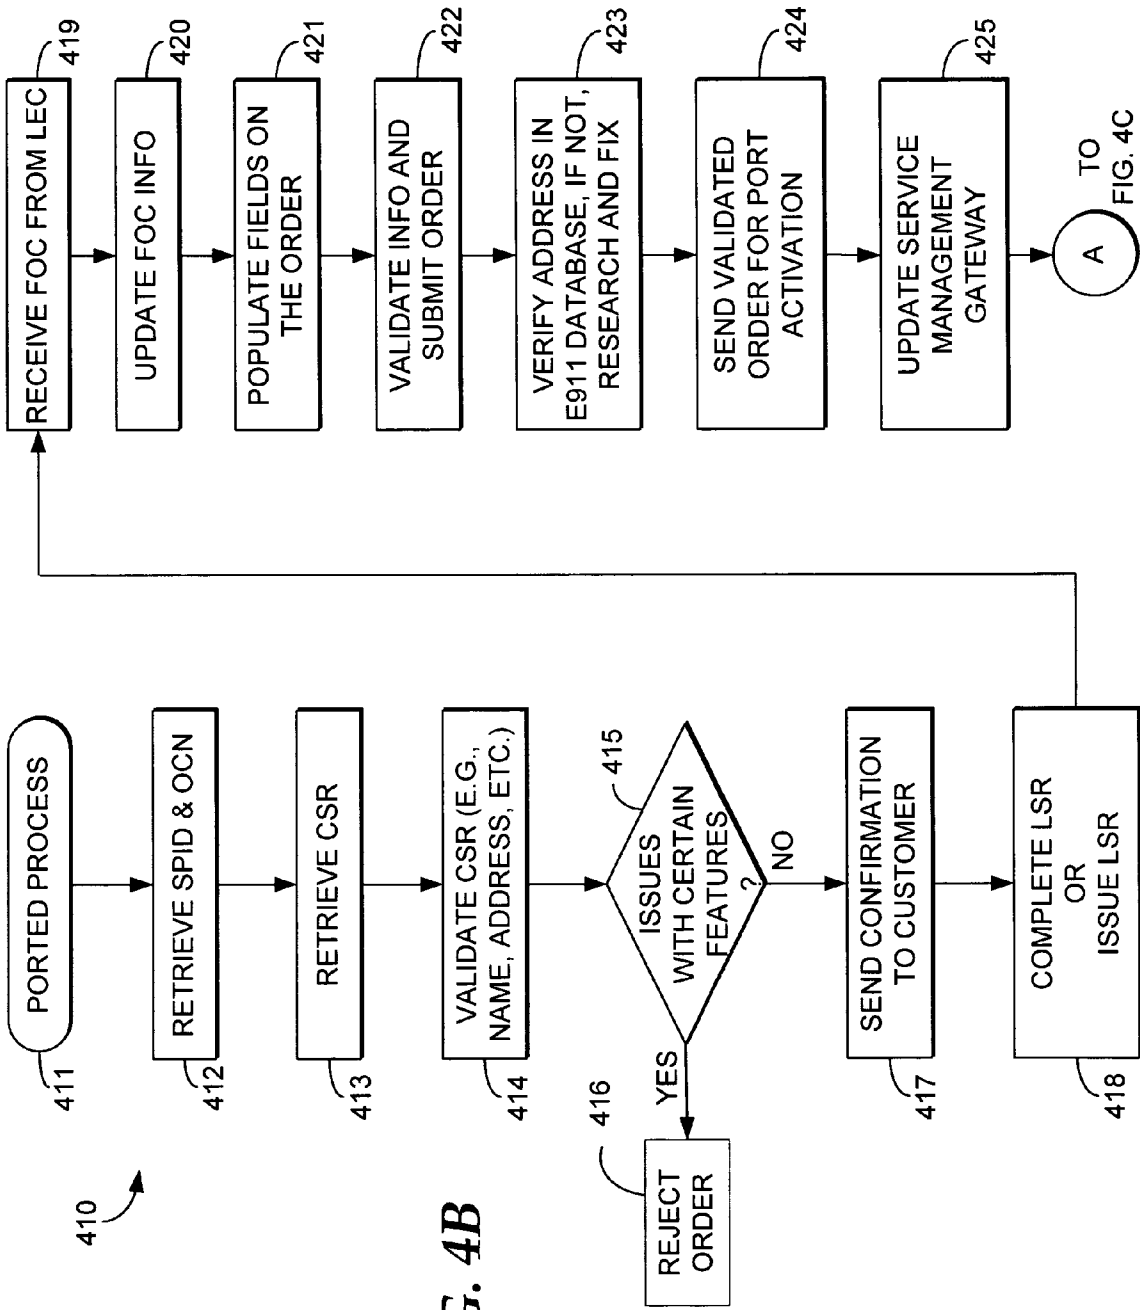 410
411
PORTED PROCESS
412
RETRIEVE SPID & OCN
413
RETRIEVE CSR
414
VALIDATE CSR (E.G.,
NAME, ADDRESS, ETC.)
415
ISSUES
WITH CERTAIN
FEATURES
?
YES
NO
416
REJECT
ORDER
417
SEND CONFIRMATION
TO CUSTOMER
418
COMPLETE LSR
OR
ISSUE LSR
419
RECEIVE FOC FROM LEC
420
UPDATE FOC INFO
421
POPULATE FIELDS ON
THE ORDER
422
VALIDATE INFO AND
SUBMIT ORDER
423
VERIFY ADDRESS IN
E911 DATABASE, IF NOT,
RESEARCH AND FIX
424
SEND VALIDATED
ORDER FOR PORT
ACTIVATION
425
UPDATE SERVICE
MANAGEMENT
GATEWAY
A
TO
FIG. 4C
G. 4B